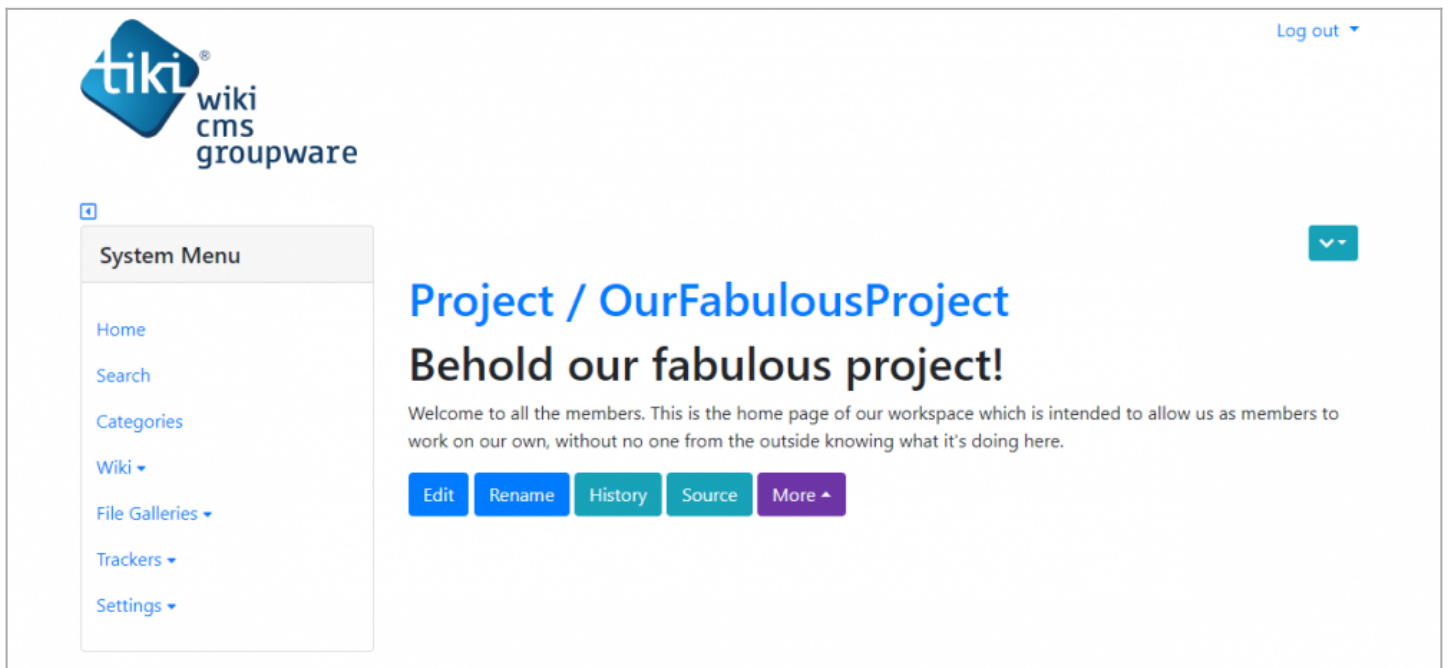 Log out
tiki®
wiki
cms
groupware
System Menu
Home
Search
Categories
Wiki
File Galleries
Trackers
Settings
Project / OurFabulousProject
Behold our fabulous project!
Welcome to all the members. This is the home page of our workspace which is intended to allow us as members to
work on our own, without no one from the outside knowing what it's doing here.
Edit Rename History Source More